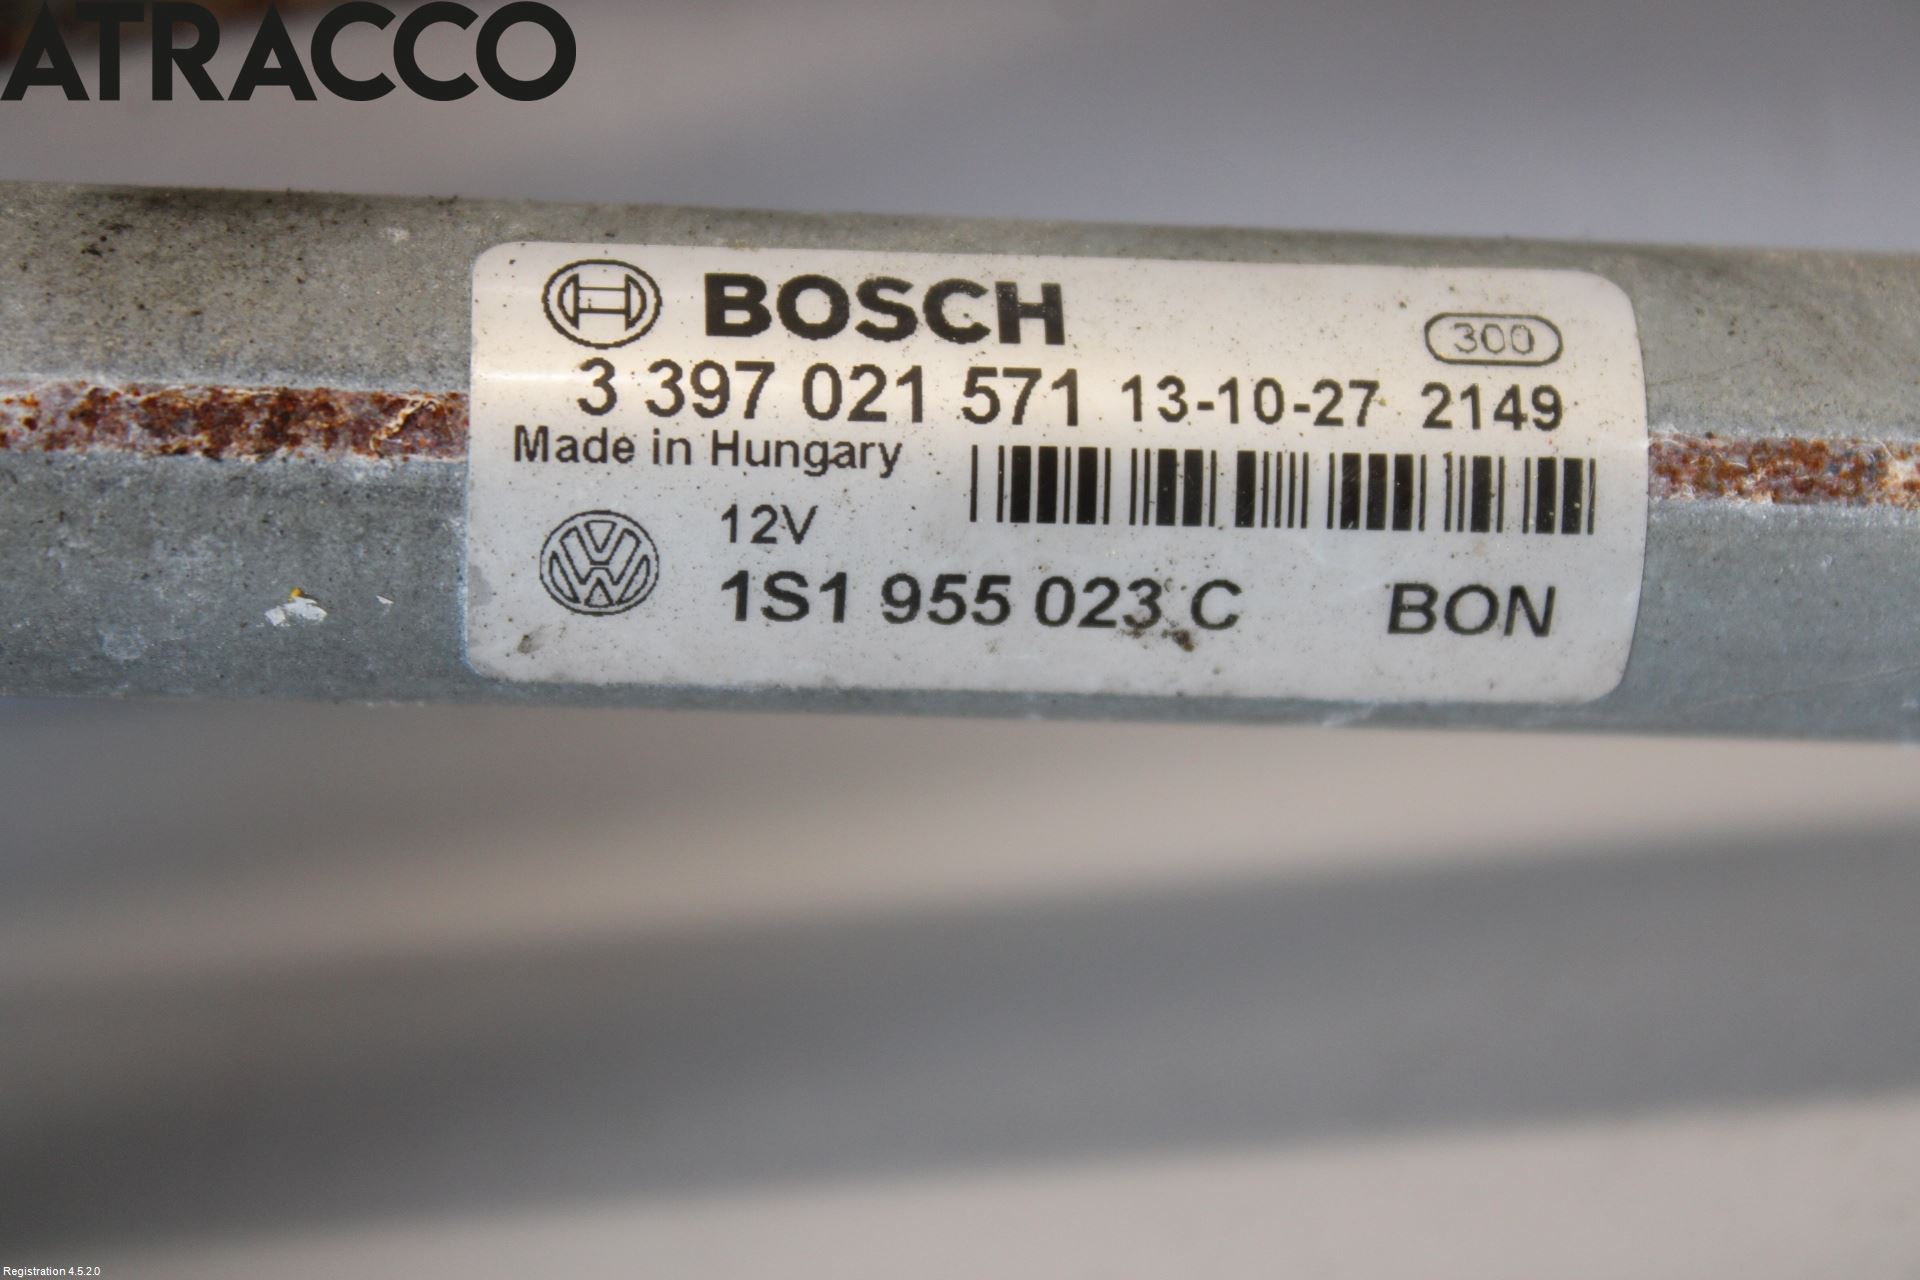 ATRACCO
BOSCH
300
3 397 021 571 13-10-27 2149
Made in Hungary
12V
1S1 955 023 C BON
Registration 4.5.2.0